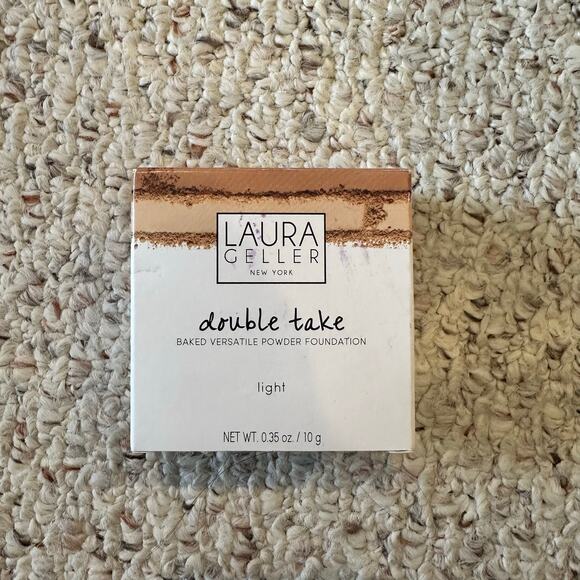 LAURA
GELLER
NEW YORK
double take
BAKED VERSATILE POWDER FOUNDATION
light
NET WT. 0.35 oz. / 10 g